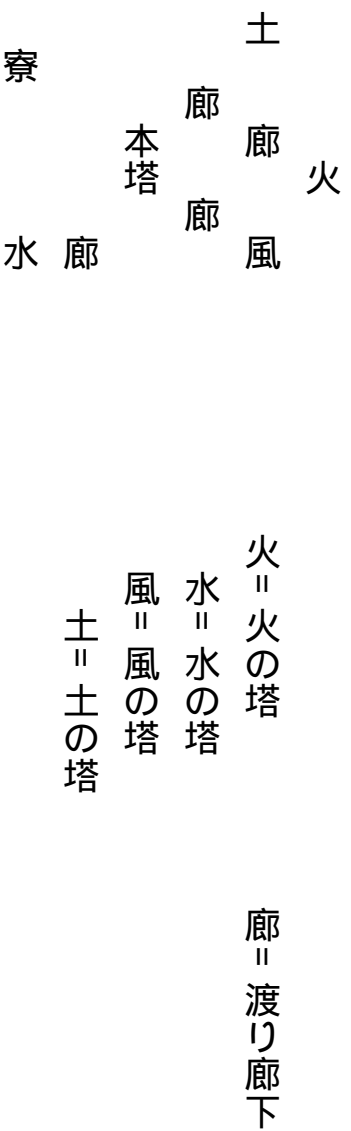 火
土　廊　風　火＝火の塔　廊＝渡り廊下
廊　廊　水＝水の塔
本塔　風＝風の塔
廊　土＝土の塔
寮　水